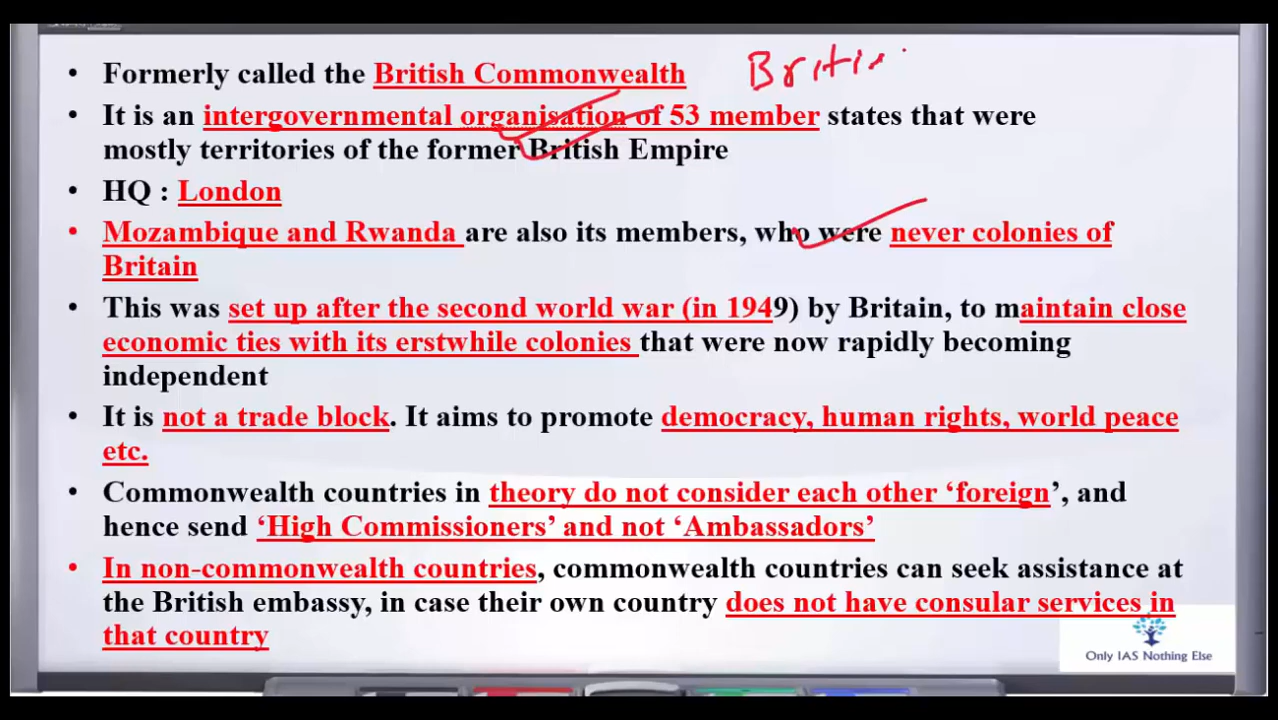 • Formerly called the British Commonwealth
Briti
• It is an intergovernmental organisation of 53 member states that were
mostly territories of the former British Empire
• HQ : London
• Mozambique and Rwanda are also its members, who were never colonies of
Britain
• This was set up after the second world war (in 1949) by Britain, to maintain close
economic ties with its erstwhile colonies that were now rapidly becoming
independent
• It is not a trade block. It aims to promote democracy, human rights, world peace
etc.
• Commonwealth countries in theory do not consider each other ‘foreign’, and
hence send ‘High Commissioners’ and not ‘Ambassadors’
• In non-commonwealth countries, commonwealth countries can seek assistance at
the British embassy, in case their own country does not have consular services in
that country
Only IAS Nothing Else